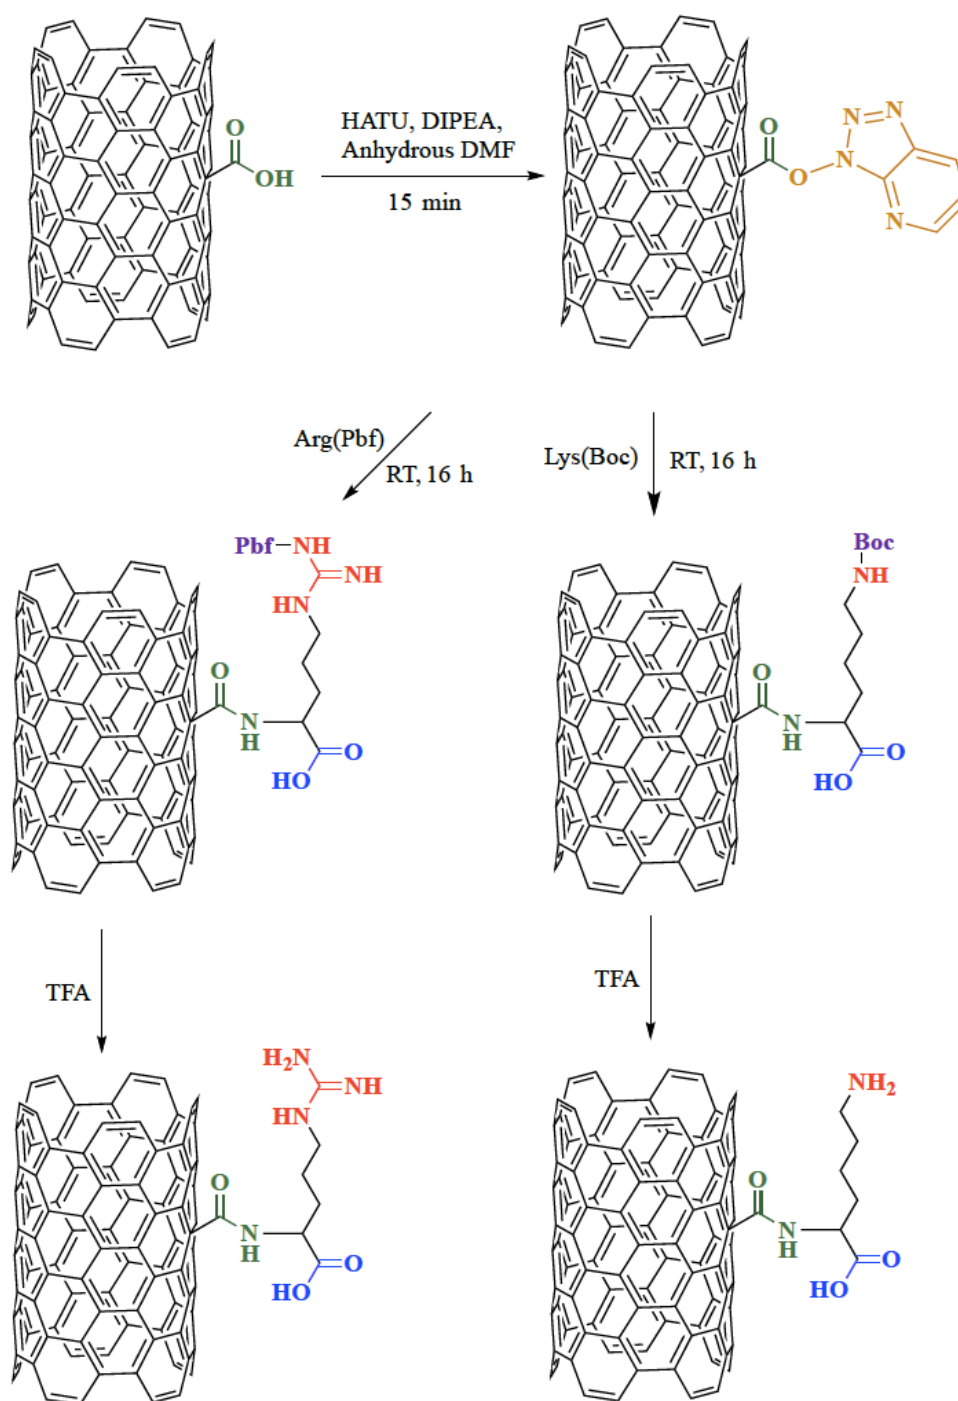 HATU, DIPEA,
Anhydrous DMF
15 min
O
OH
O
O
N
N
N
N
Arg(Pbf)
RT, 16 h
Lys(Boc)
RT, 16 h
Pbf–NH
NH
HN
O
N
H
O
HO
Boc
NH
O
N
H
O
HO
TFA
TFA
H₂N
NH
HN
O
N
H
O
HO
NH₂
O
N
H
O
HO